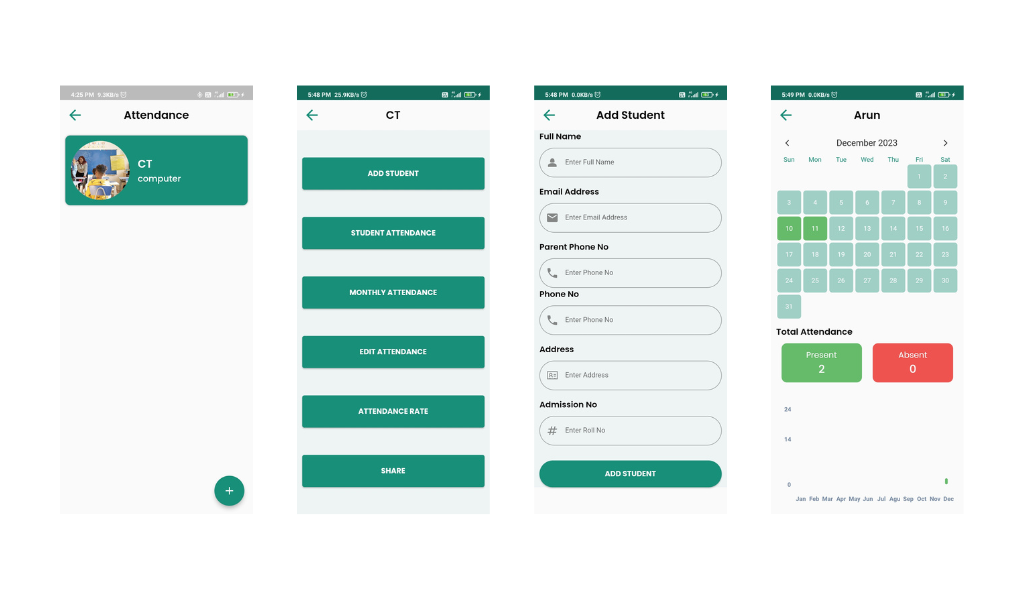 4:25 PM 9.3KB/s
Attendance
CT
computer
+
5:48 PM 25.9KB/s
CT
ADD STUDENT
STUDENT ATTENDANCE
MONTHLY ATTENDANCE
EDIT ATTENDANCE
ATTENDANCE RATE
SHARE
5:48 PM 0.0KB/s
Add Student
Full Name
Enter Full Name
Email Address
Enter Email Address
Parent Phone No
Enter Phone No
Phone No
Enter Phone No
Address
Enter Address
Admission No
# Enter Roll No
ADD STUDENT
5:49 PM 0.0KB/s
Arun
December 2023
Sun Mon Tue Wed Thu Fri Sat
1 2
3 4 5 6 7 8 9
10 11 12 13 14 15 16
17 18 19 20 21 22 23
24 25 26 27 28 29 30
31
Total Attendance
Present Absent
2 0
24
14
0
Jan Feb Mar Apr May Jun Jul Agu Sep Oct Nov Dec